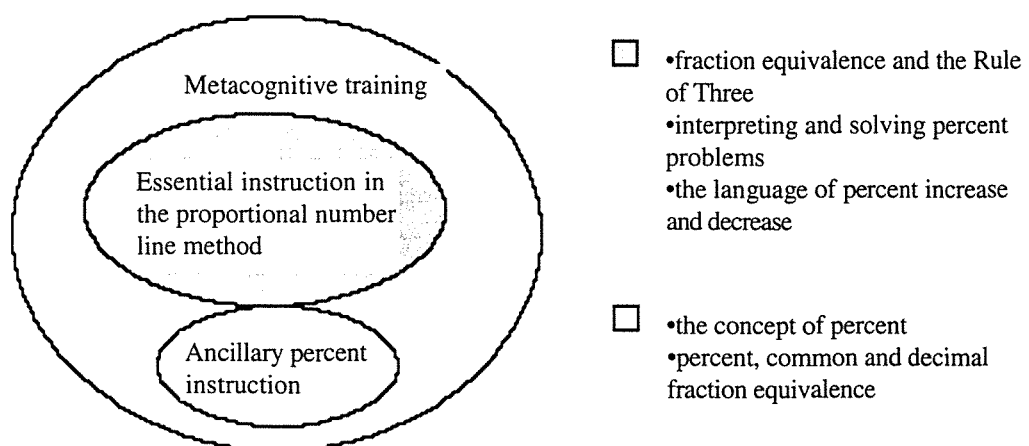 Metacognitive training
Essential instruction in
the proportional number
line method
Ancillary percent
instruction
•fraction equivalence and the Rule
of Three
•interpreting and solving percent
problems
•the language of percent increase
and decrease
•the concept of percent
•percent, common and decimal
fraction equivalence